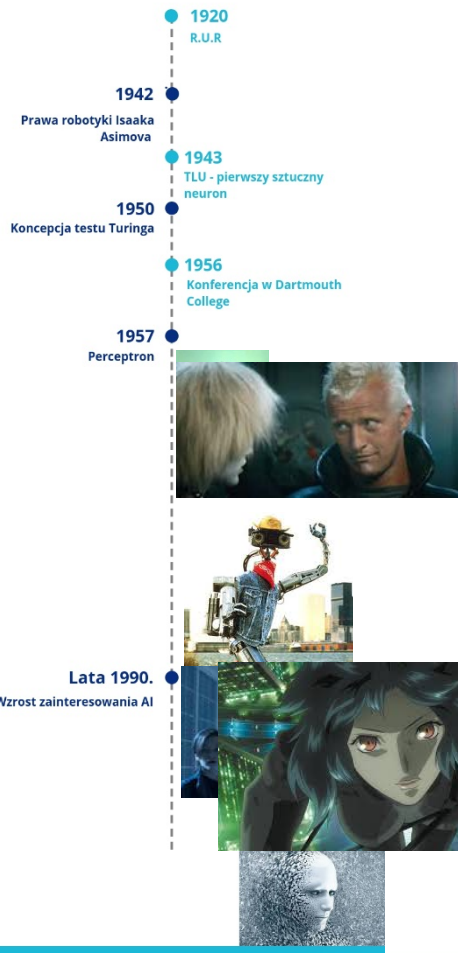 1920
R.U.R
1942
Prawa robotyki Isaaka
Asimova
1943
TLU - pierwszy sztuczny
neuron
1950
Koncepcja testu Turinga
1956
Konferencja w Dartmouth
College
1957
Perceptron
Lata 1990.
Wzrost zainteresowania AI